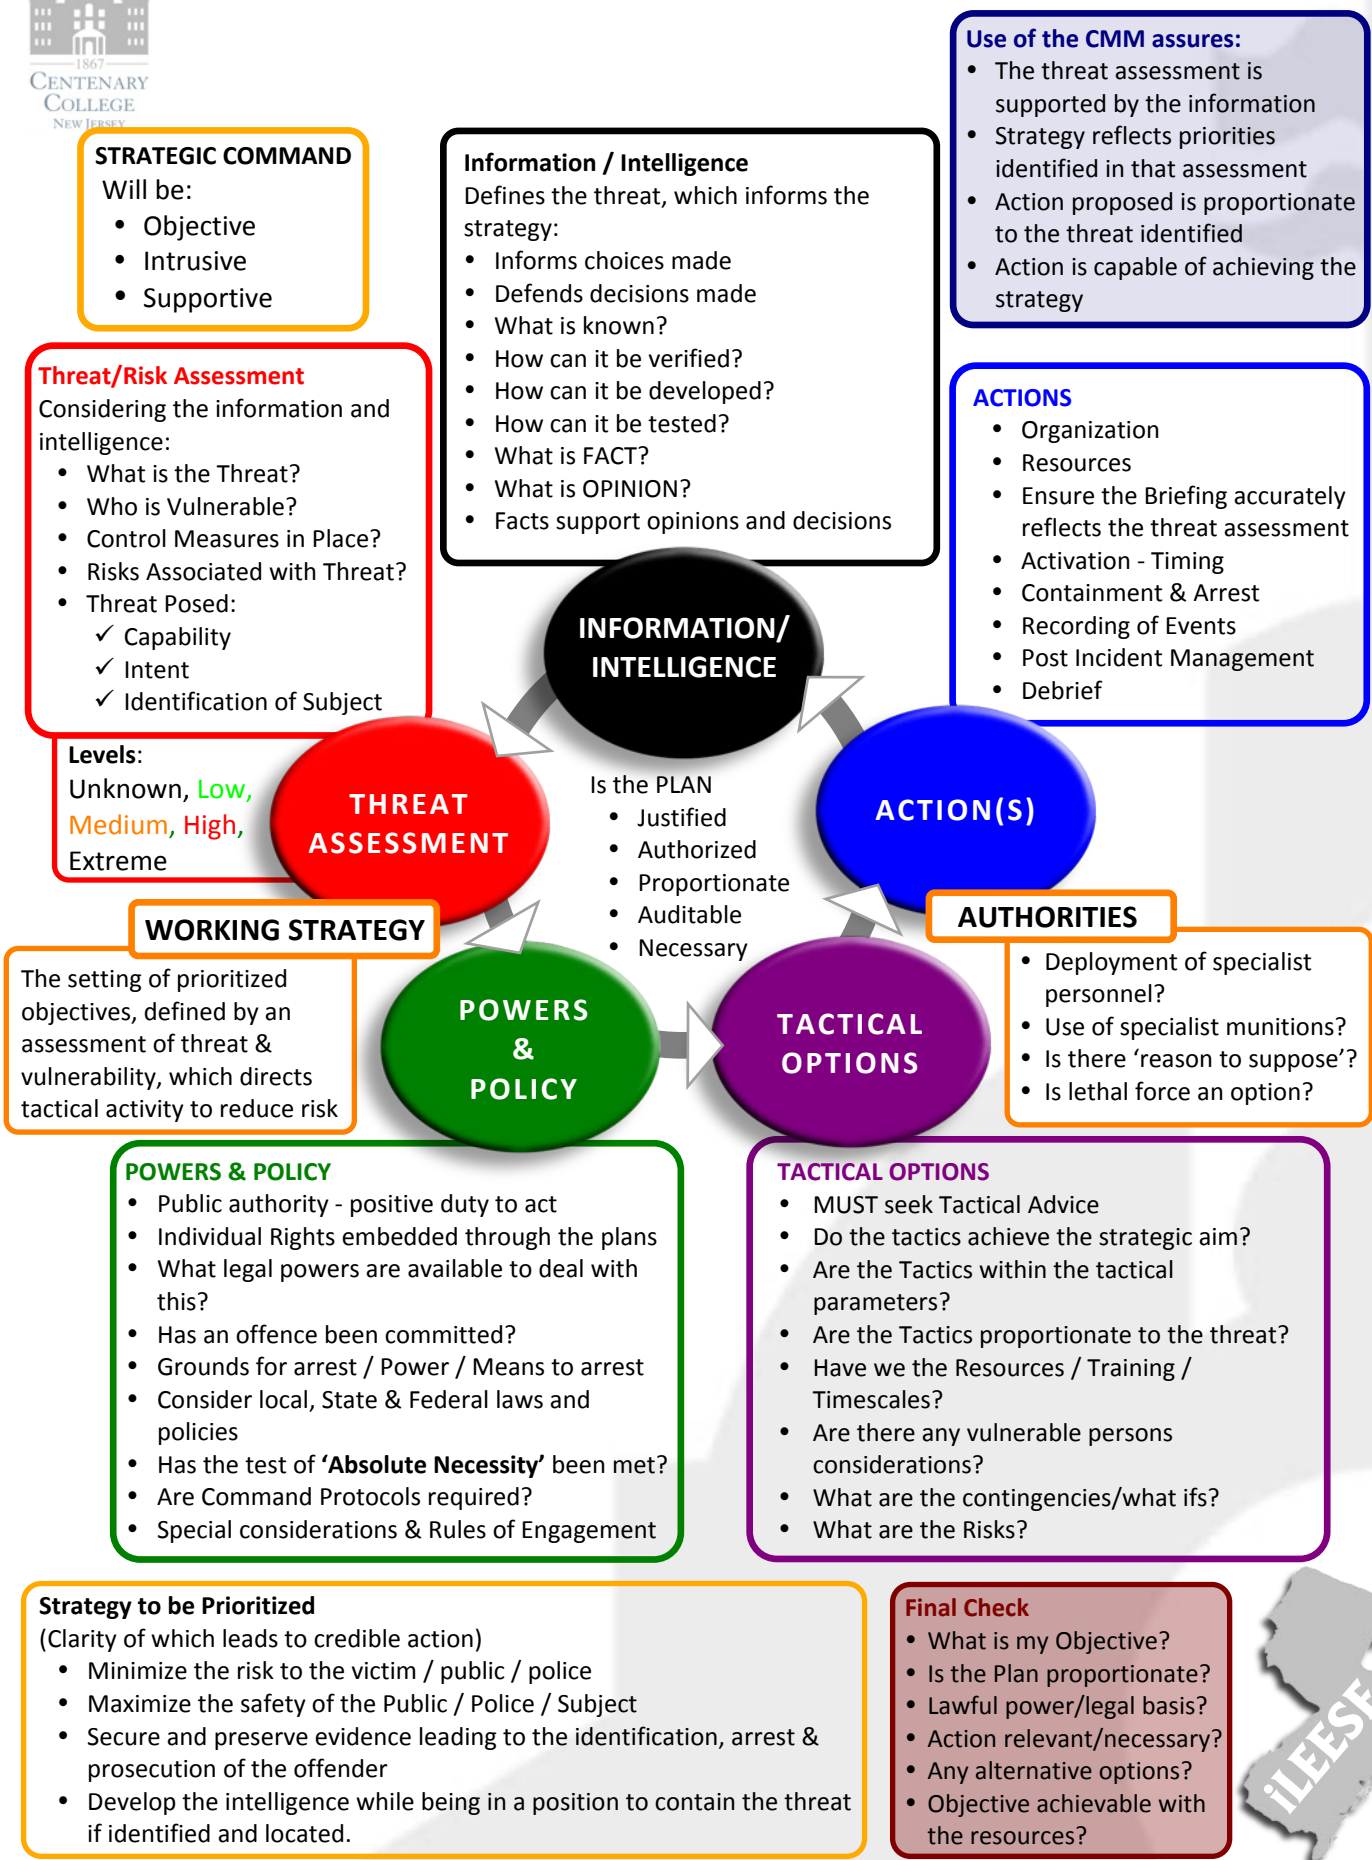 1867
CENTENARY
COLLEGE
NEW JERSEY
STRATEGIC COMMAND
Will be:
• Objective
• Intrusive
• Supportive
Information / Intelligence
Defines the threat, which informs the
strategy:
• Informs choices made
• Defends decisions made
• What is known?
• How can it be verified?
• How can it be developed?
• How can it be tested?
• What is FACT?
• What is OPINION?
• Facts support opinions and decisions
Use of the CMM assures:
• The threat assessment is
supported by the information
• Strategy reflects priorities
identified in that assessment
• Action proposed is proportionate
to the threat identified
• Action is capable of achieving the
strategy
Threat/Risk Assessment
Considering the information and
intelligence:
• What is the Threat?
• Who is Vulnerable?
• Control Measures in Place?
• Risks Associated with Threat?
• Threat Posed:
✓ Capability
✓ Intent
✓ Identification of Subject
Levels:
Unknown, Low,
Medium, High,
Extreme
ACTIONS
• Organization
• Resources
• Ensure the Briefing accurately
reflects the threat assessment
• Activation - Timing
• Containment & Arrest
• Recording of Events
• Post Incident Management
• Debrief
INFORMATION/
INTELLIGENCE
THREAT
ASSESSMENT
Is the PLAN
• Justified
• Authorized
• Proportionate
• Auditable
• Necessary
ACTION(S)
WORKING STRATEGY
The setting of prioritized
objectives, defined by an
assessment of threat &
vulnerability, which directs
tactical activity to reduce risk
POWERS
&
POLICY
TACTICAL
OPTIONS
AUTHORITIES
• Deployment of specialist
personnel?
• Use of specialist munitions?
• Is there ‘reason to suppose’?
• Is lethal force an option?
POWERS & POLICY
• Public authority - positive duty to act
• Individual Rights embedded through the plans
• What legal powers are available to deal with
this?
• Has an offence been committed?
• Grounds for arrest / Power / Means to arrest
• Consider local, State & Federal laws and
policies
• Has the test of ‘Absolute Necessity’ been met?
• Are Command Protocols required?
• Special considerations & Rules of Engagement
TACTICAL OPTIONS
• MUST seek Tactical Advice
• Do the tactics achieve the strategic aim?
• Are the Tactics within the tactical
parameters?
• Are the Tactics proportionate to the threat?
• Have we the Resources / Training /
Timescales?
• Are there any vulnerable persons
considerations?
• What are the contingencies/what ifs?
• What are the Risks?
Strategy to be Prioritized
(Clarity of which leads to credible action)
• Minimize the risk to the victim / public / police
• Maximize the safety of the Public / Police / Subject
• Secure and preserve evidence leading to the identification, arrest &
prosecution of the offender
• Develop the intelligence while being in a position to contain the threat
if identified and located.
Final Check
• What is my Objective?
• Is the Plan proportionate?
• Lawful power/legal basis?
• Action relevant/necessary?
• Any alternative options?
• Objective achievable with
the resources?
iLEESE